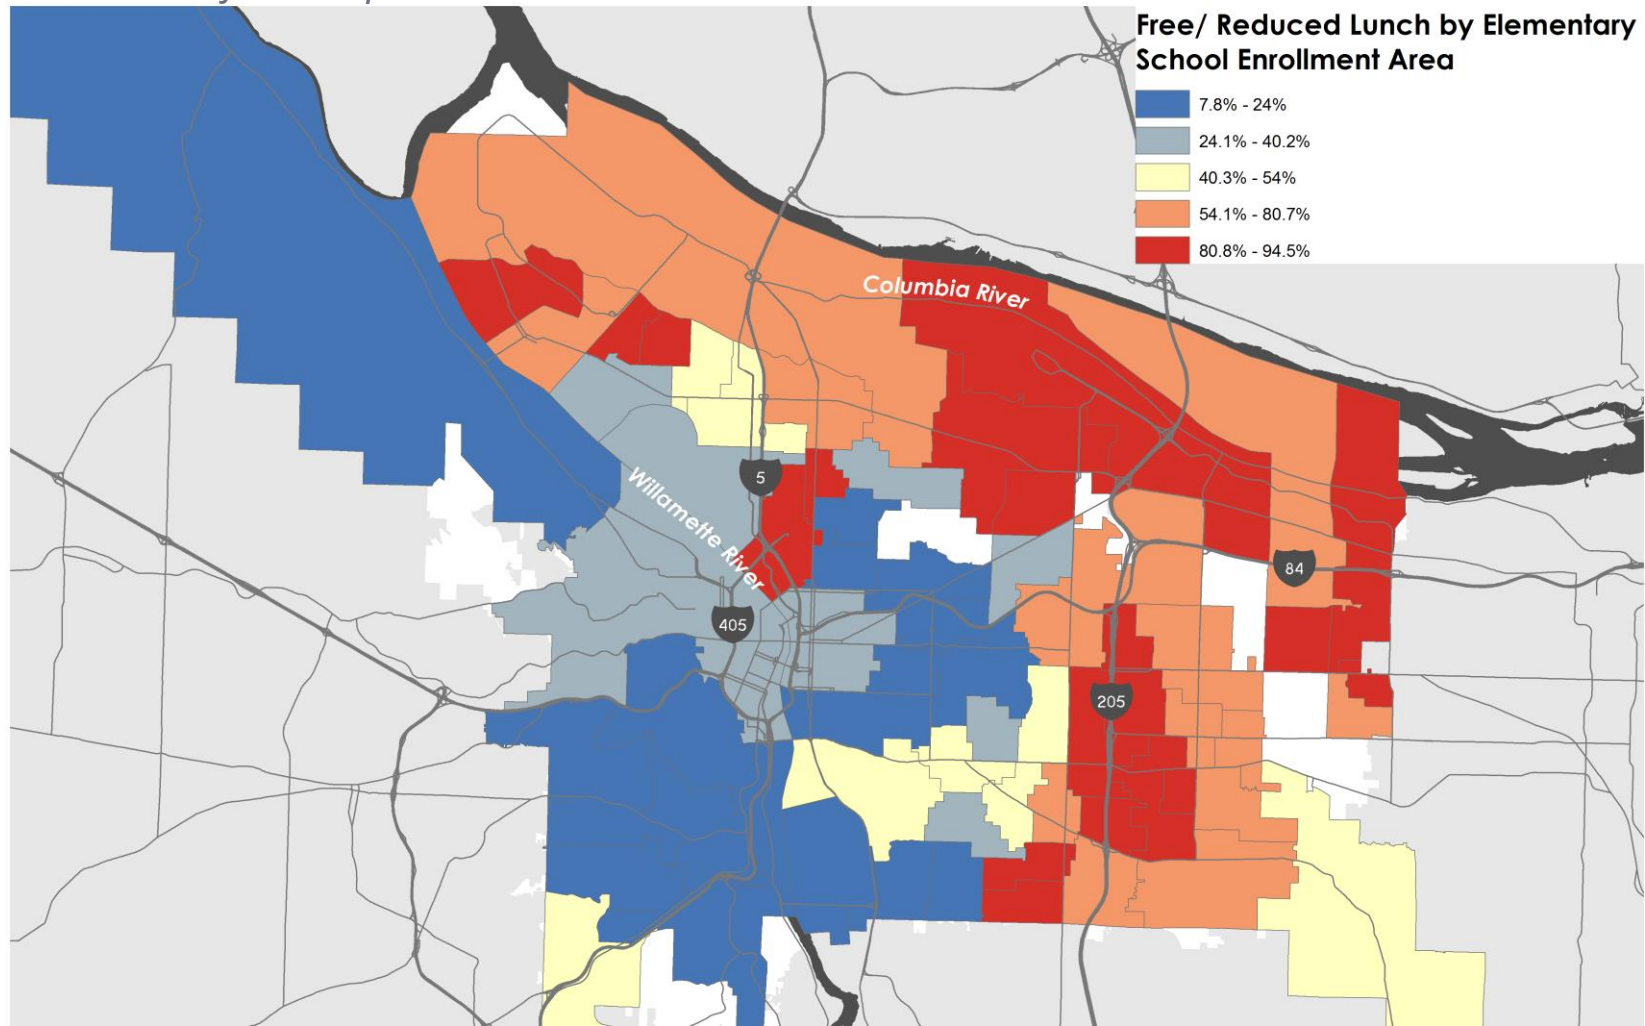 Free/ Reduced Lunch by Elementary
School Enrollment Area
7.8% - 24%
24.1% - 40.2%
40.3% - 54%
54.1% - 80.7%
80.8% - 94.5%
Columbia River
Willamette River
5
84
405
205